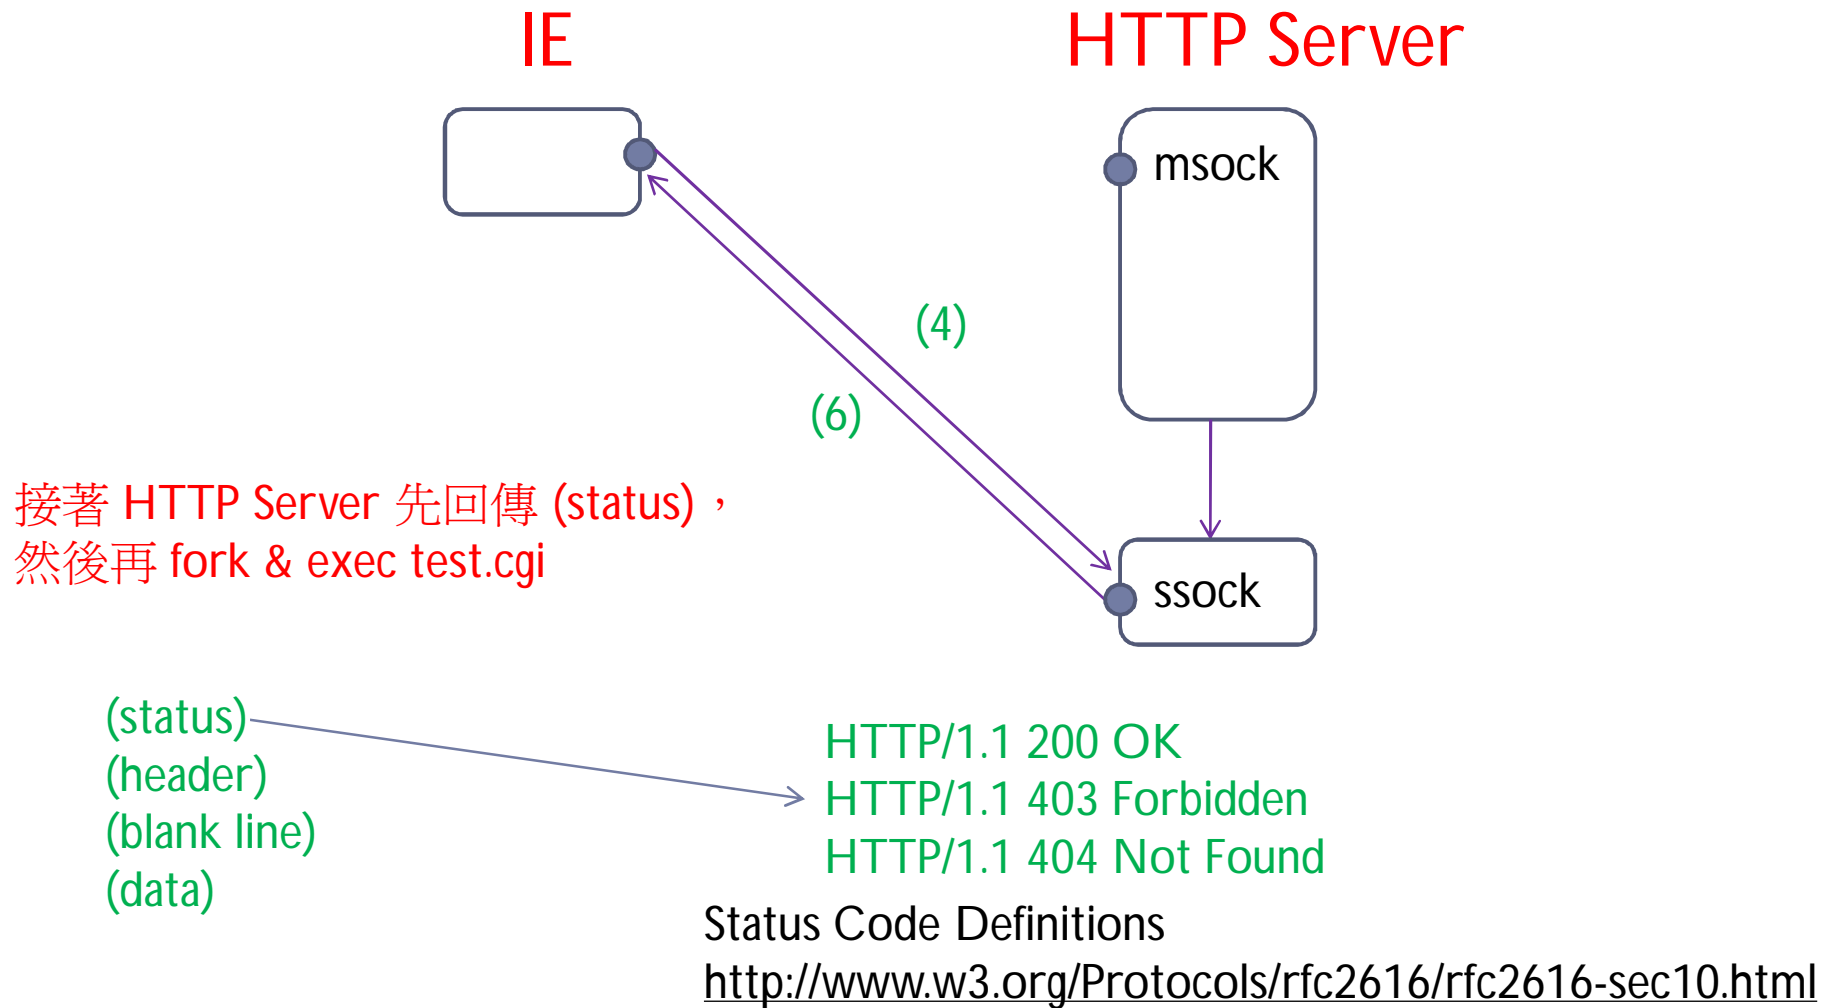 IE
HTTP Server
msock
(4)
(6)
接著 HTTP Server 先回傳 (status)，
然後再 fork & exec test.cgi
ssock
(status)
(header)
(blank line)
(data)
HTTP/1.1 200 OK
HTTP/1.1 403 Forbidden
HTTP/1.1 404 Not Found
Status Code Definitions
http://www.w3.org/Protocols/rfc2616/rfc2616-sec10.html